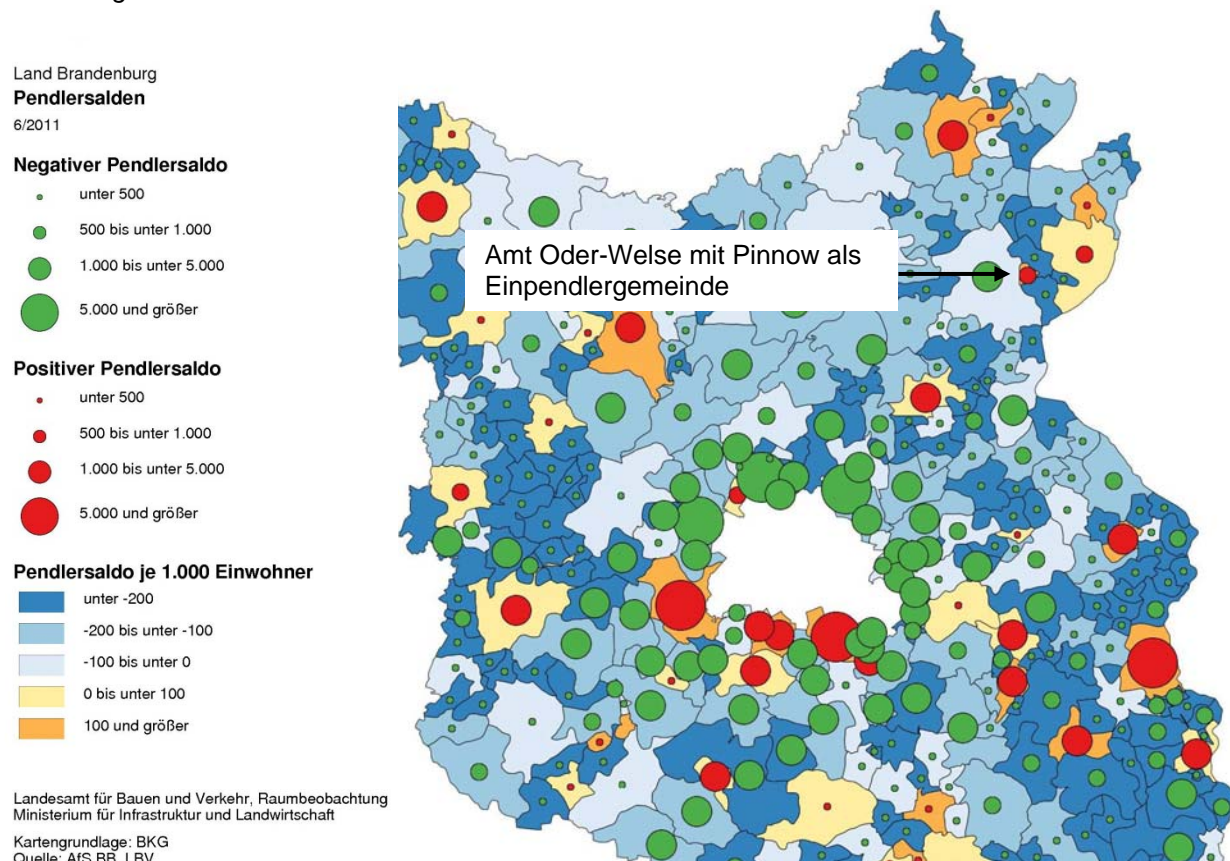 Land Brandenburg
Pendlersalden
6/2011
Negativer Pendlersaldo
unter 500
500 bis unter 1.000
1.000 bis unter 5.000
5.000 und größer
Positiver Pendlersaldo
unter 500
500 bis unter 1.000
1.000 bis unter 5.000
5.000 und größer
Pendlersaldo je 1.000 Einwohner
unter -200
-200 bis unter -100
-100 bis unter 0
0 bis unter 100
100 und größer
Landesamt für Bauen und Verkehr, Raumbeobachtung
Ministerium für Infrastruktur und Landwirtschaft
Kartengrundlage: BKG
Quelle: AfS BB, LBV
Amt Oder-Welse mit Pinnow als
Einpendlergemeinde